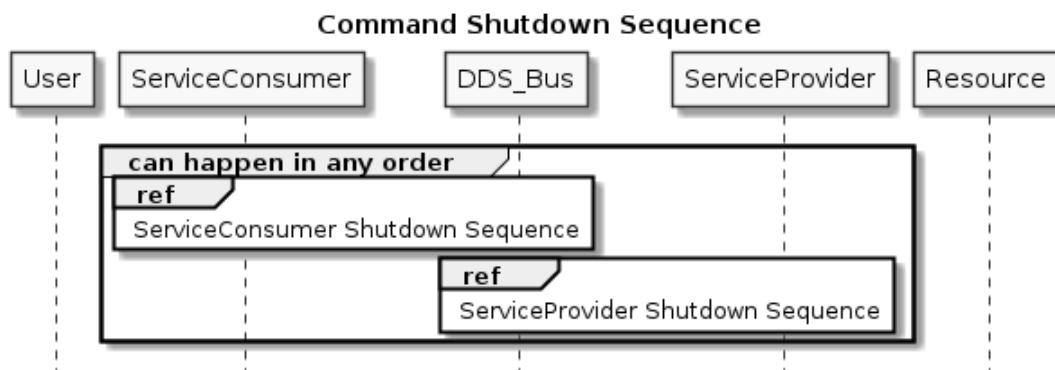 Command Shutdown Sequence
User ServiceConsumer DDS_Bus ServiceProvider Resource
can happen in any order
ref
ServiceConsumer Shutdown Sequence
ref
ServiceProvider Shutdown Sequence